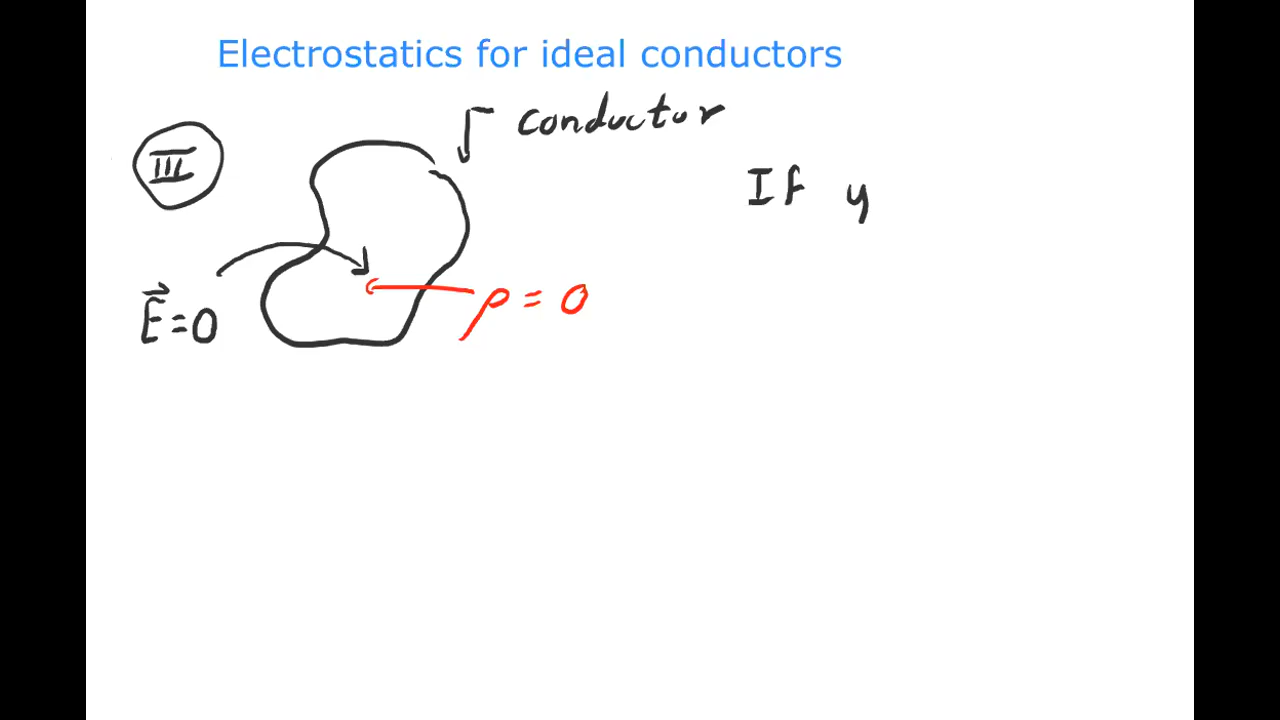 Electrostatics for ideal conductors
conductor
III
If y
E⃗=0
ρ = 0